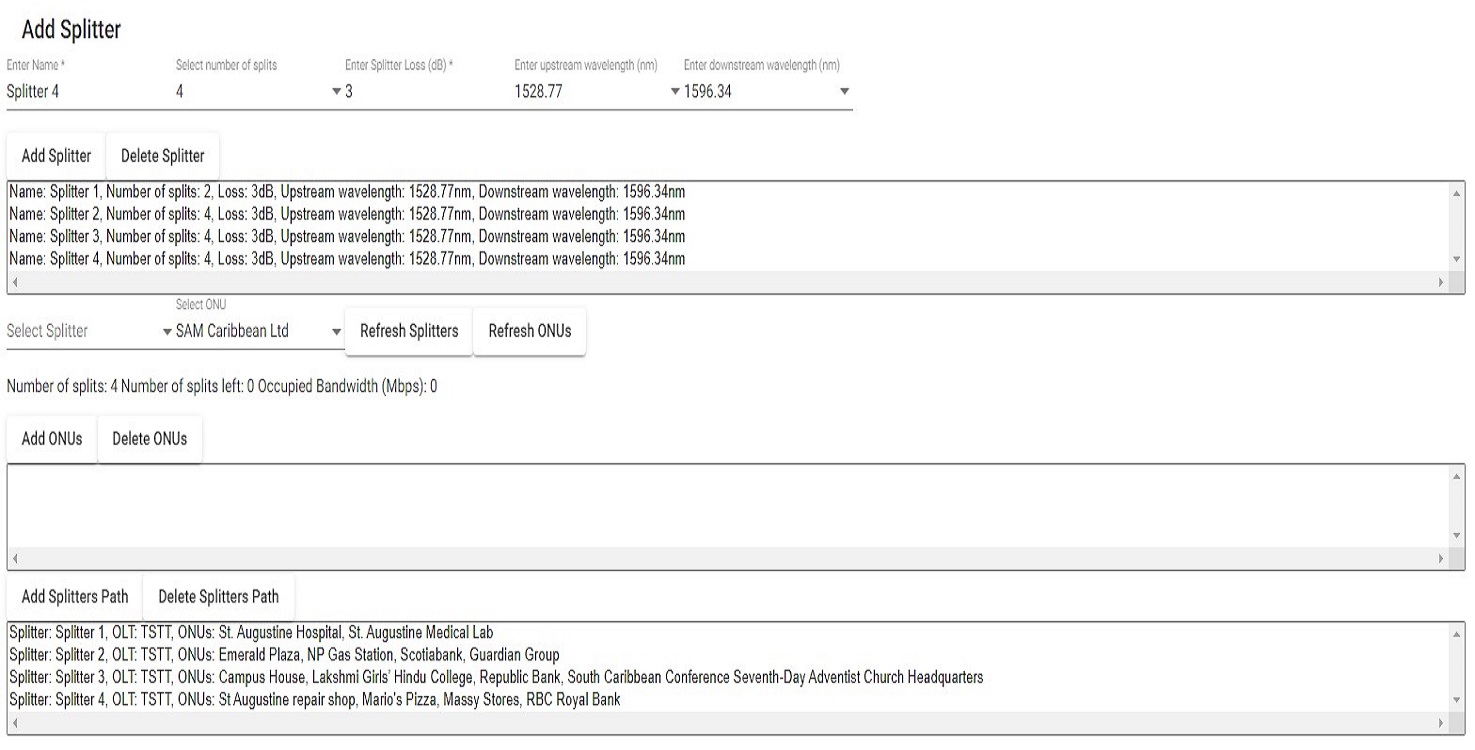 Add Splitter
Enter Name * Select number of splits Enter Splitter Loss (dB) * Enter upstream wavelength (nm) Enter downstream wavelength (nm)
Splitter 4 4 3 1528.77 1596.34
Add Splitter Delete Splitter
Name: Splitter 1, Number of splits: 2, Loss: 3dB, Upstream wavelength: 1528.77nm, Downstream wavelength: 1596.34nm
Name: Splitter 2, Number of splits: 4, Loss: 3dB, Upstream wavelength: 1528.77nm, Downstream wavelength: 1596.34nm
Name: Splitter 3, Number of splits: 4, Loss: 3dB, Upstream wavelength: 1528.77nm, Downstream wavelength: 1596.34nm
Name: Splitter 4, Number of splits: 4, Loss: 3dB, Upstream wavelength: 1528.77nm, Downstream wavelength: 1596.34nm
Select ONU
Select Splitter SAM Caribbean Ltd Refresh Splitters Refresh ONUs
Number of splits: 4 Number of splits left: 0 Occupied Bandwidth (Mbps): 0
Add ONUs Delete ONUs
Add Splitters Path Delete Splitters Path
Splitter: Splitter 1, OLT: TSTT, ONUs: St. Augustine Hospital, St. Augustine Medical Lab
Splitter: Splitter 2, OLT: TSTT, ONUs: Emerald Plaza, NP Gas Station, Scotiabank, Guardian Group
Splitter: Splitter 3, OLT: TSTT, ONUs: Campus House, Lakshmi Girls' Hindu College, Republic Bank, South Caribbean Conference Seventh-Day Adventist Church Headquarters
Splitter: Splitter 4, OLT: TSTT, ONUs: St Augustine repair shop, Mario's Pizza, Massy Stores, RBC Royal Bank